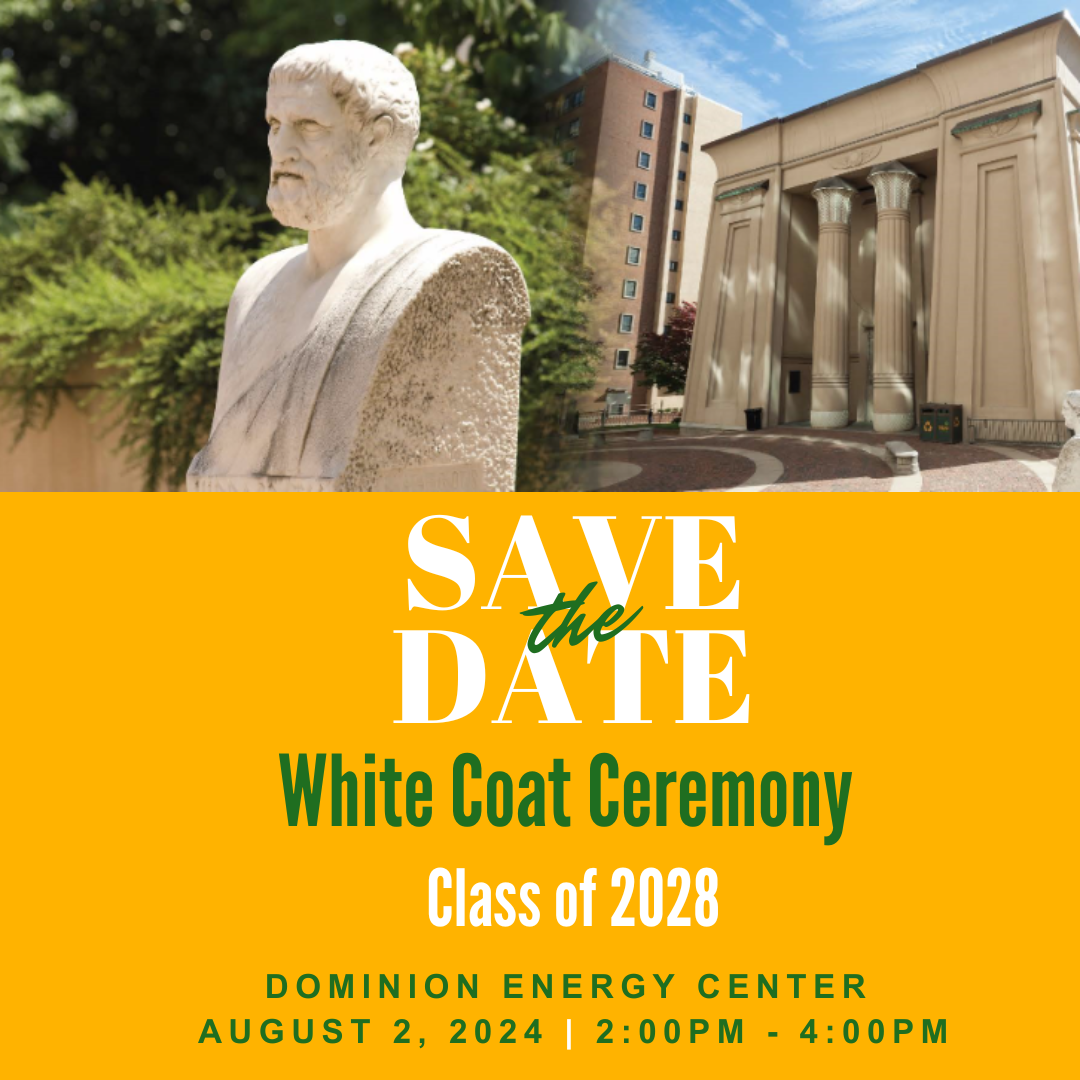 SAVE
the
DATE
White Coat Ceremony
Class of 2028
DOMINION ENERGY CENTER
AUGUST 2, 2024 | 2:00PM - 4:00PM